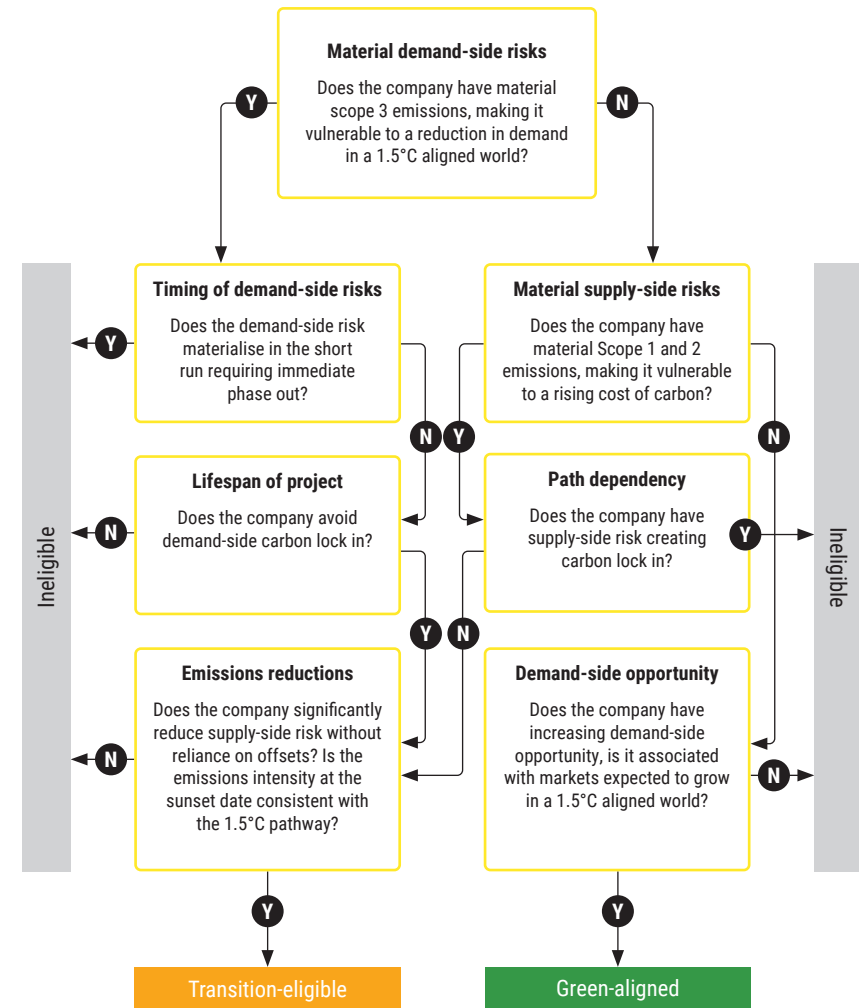 Material demand-side risks
Does the company have material
scope 3 emissions, making it
vulnerable to a reduction in demand
in a 1.5°C aligned world?
Y
N
Timing of demand-side risks
Does the demand-side risk
materialise in the short
run requiring immediate
phase out?
Y
N
Material supply-side risks
Does the company have
material Scope 1 and 2
emissions, making it vulnerable
to a rising cost of carbon?
Y
N
Lifespan of project
Does the company avoid
demand-side carbon lock in?
N
Y
Path dependency
Does the company have
supply-side risk creating
carbon lock in?
Y
N
Ineligible
Ineligible
Emissions reductions
Does the company significantly
reduce supply-side risk without
reliance on offsets? Is the
emissions intensity at the
sunset date consistent with
the 1.5°C pathway?
N
Y
Demand-side opportunity
Does the company have
increasing demand-side
opportunity, is it associated
with markets expected to grow
in a 1.5°C aligned world?
N
Y
Transition-eligible
Green-aligned